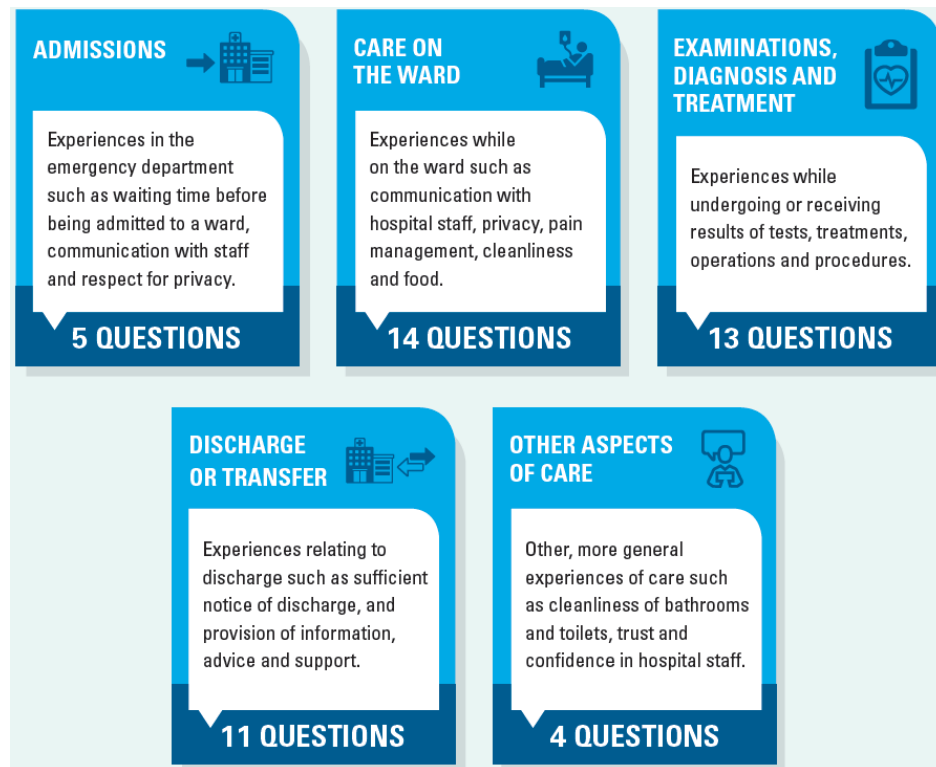 ADMISSIONS
Experiences in the
emergency department
such as waiting time before
being admitted to a ward,
communication with staff
and respect for privacy.
5 QUESTIONS
CARE ON
THE WARD
Experiences while
on the ward such as
communication with
hospital staff, privacy, pain
management, cleanliness
and food.
14 QUESTIONS
EXAMINATIONS,
DIAGNOSIS AND
TREATMENT
Experiences while
undergoing or receiving
results of tests, treatments,
operations and procedures.
13 QUESTIONS
DISCHARGE
OR TRANSFER
Experiences relating to
discharge such as sufficient
notice of discharge, and
provision of information,
advice and support.
11 QUESTIONS
OTHER ASPECTS
OF CARE
Other, more general
experiences of care such
as cleanliness of bathrooms
and toilets, trust and
confidence in hospital staff.
4 QUESTIONS